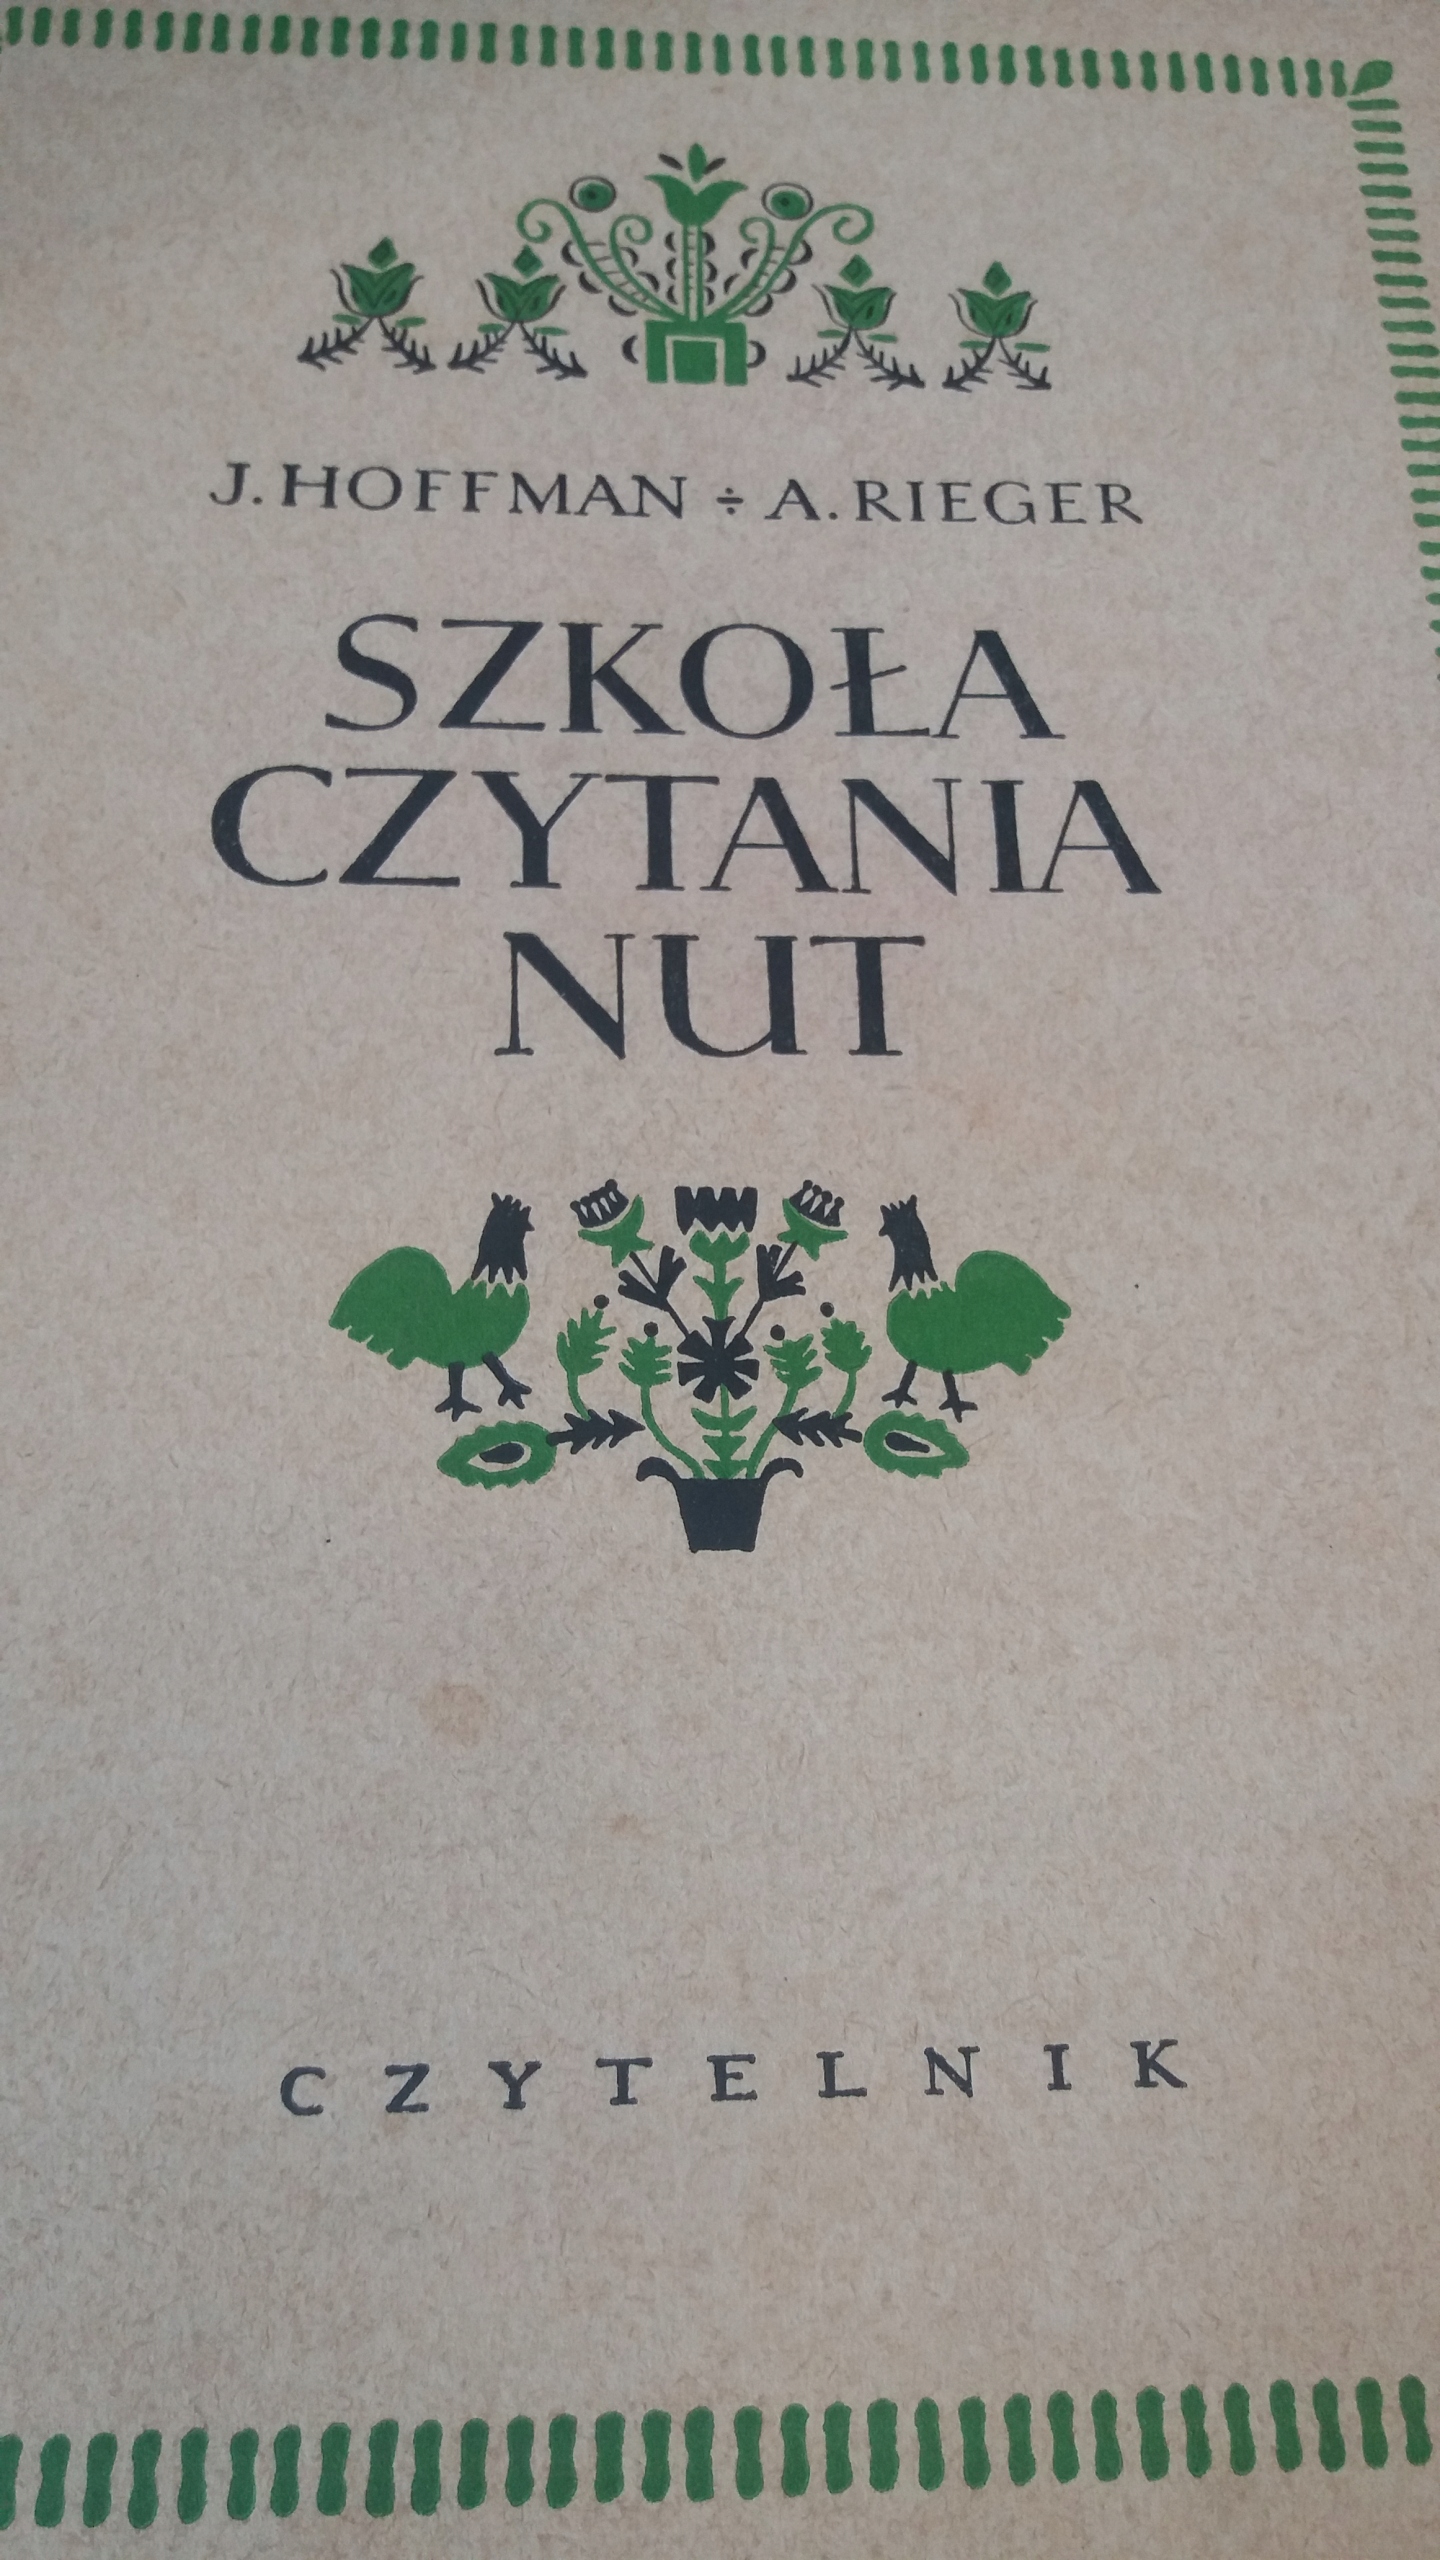 J. HOFFMAN ÷ A. RIEGER
SZKOŁA
CZYTANIA
NUT
CZYTELNIK